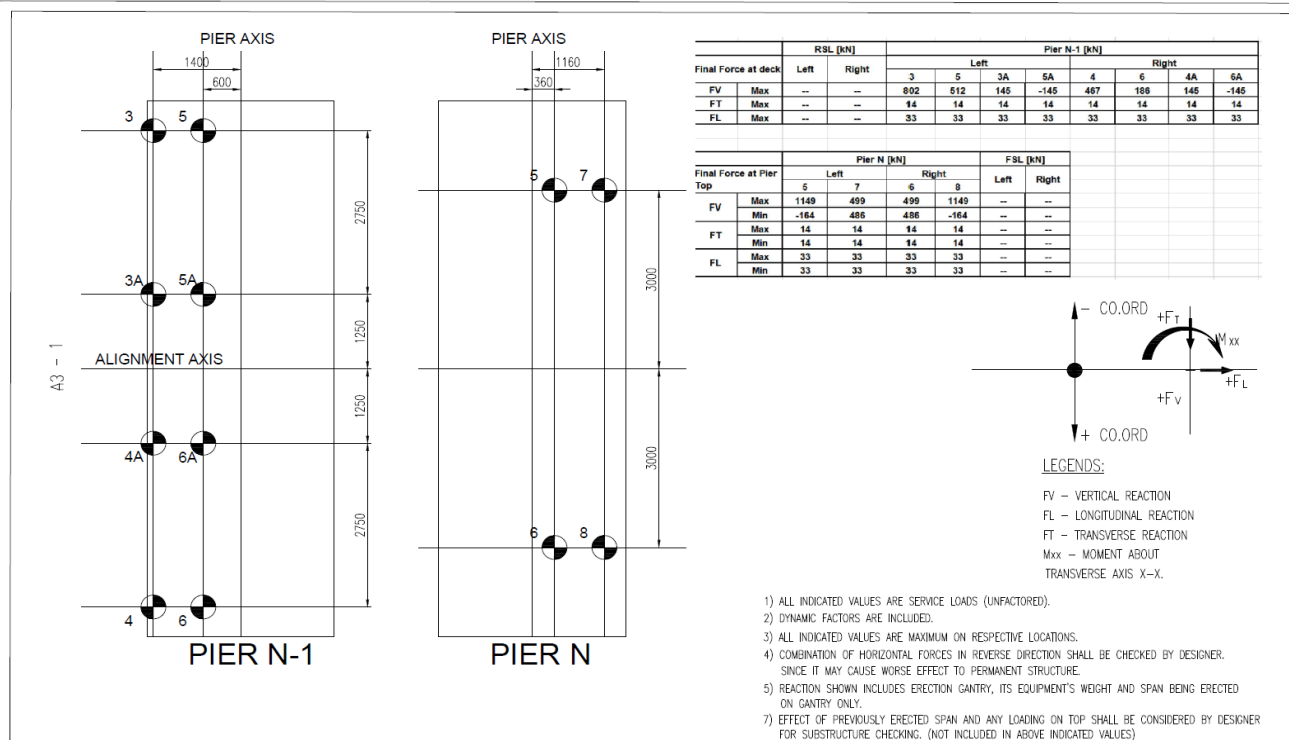 PIER AXIS
1400
600
3 5
2750
3A 5A
1250
ALIGNMENT AXIS
A3 - 1
1250
4A 6A
2750
4 6
PIER N-1
PIER AXIS
1160
360
5 7
3000
3000
6 8
PIER N
RSL [kN] Pier N-1 [kN]
Final Force at deck Left Right Left Right
3 5 3A 5A 4 6 4A 6A
FV Max -- -- 802 512 145 -145 467 186 145 -145
FT Max -- -- 14 14 14 14 14 14 14 14
FL Max -- -- 33 33 33 33 33 33 33 33
Pier N [kN] FSL [kN]
Final Force at Pier Top Left Right Left Right
5 7 6 8
FV Max 1149 499 499 1149 -- --
Min -164 486 486 -164 -- --
FT Max 14 14 14 14 -- --
Min 14 14 14 14 -- --
FL Max 33 33 33 33 -- --
Min 33 33 33 33 -- --
- CO.ORD
+FT
Mxx
+FL
+FV
+ CO.ORD
LEGENDS:
FV - VERTICAL REACTION
FL - LONGITUDINAL REACTION
FT - TRANSVERSE REACTION
Mxx - MOMENT ABOUT
TRANSVERSE AXIS X-X.
1) ALL INDICATED VALUES ARE SERVICE LOADS (UNFACTORED).
2) DYNAMIC FACTORS ARE INCLUDED.
3) ALL INDICATED VALUES ARE MAXIMUM ON RESPECTIVE LOCATIONS.
4) COMBINATION OF HORIZONTAL FORCES IN REVERSE DIRECTION SHALL BE CHECKED BY DESIGNER.
SINCE IT MAY CAUSE WORSE EFFECT TO PERMANENT STRUCTURE.
5) REACTION SHOWN INCLUDES ERECTION GANTRY, ITS EQUIPMENT'S WEIGHT AND SPAN BEING ERECTED
ON GANTRY ONLY.
7) EFFECT OF PREVIOUSLY ERECTED SPAN AND ANY LOADING ON TOP SHALL BE CONSIDERED BY DESIGNER
FOR SUBSTRUCTURE CHECKING. (NOT INCLUDED IN ABOVE INDICATED VALUES)